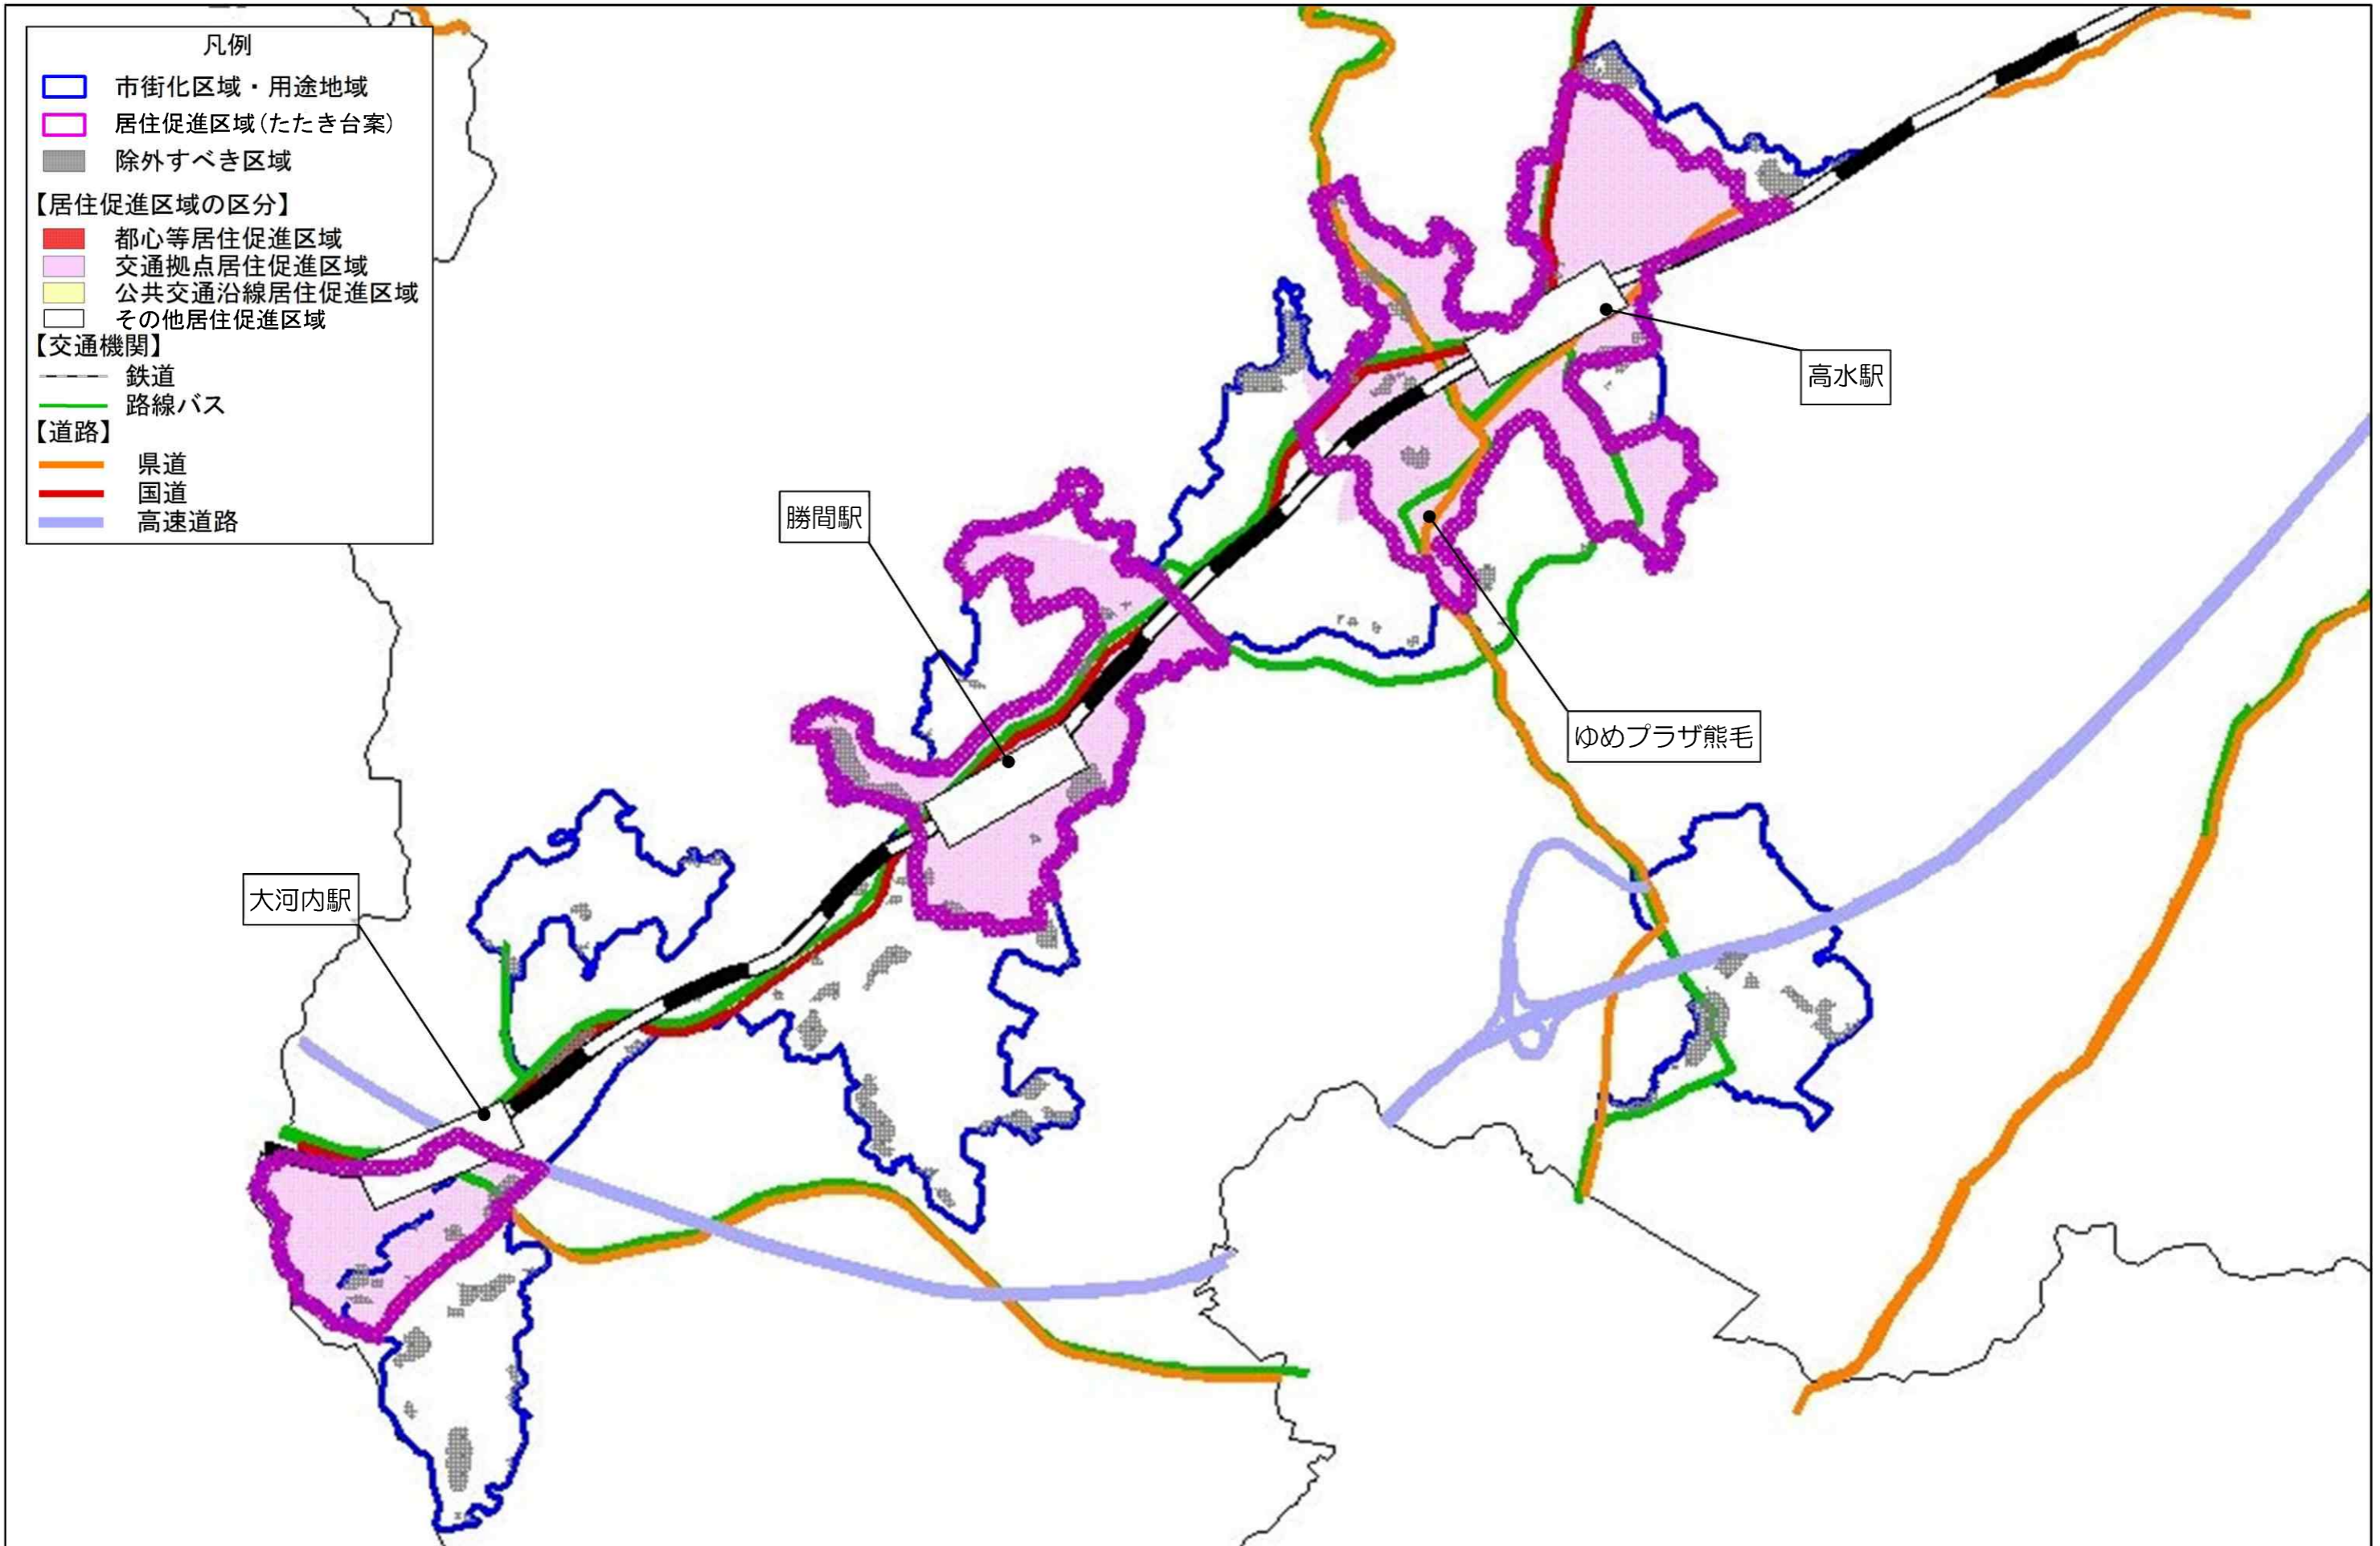 凡例
市街化区域・用途地域
居住促進区域(たたき台案)
除外すべき区域
【居住促進区域の区分】
都心等居住促進区域
交通拠点居住促進区域
公共交通沿線居住促進区域
その他居住促進区域
【交通機関】
鉄道
路線バス
【道路】
県道
国道
高速道路
高水駅
勝間駅
ゆめプラザ熊毛
大河内駅